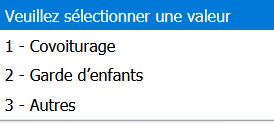 Veuillez sélectionner une valeur
1 - Covoiturage
2 - Garde d’enfants
3 - Autres